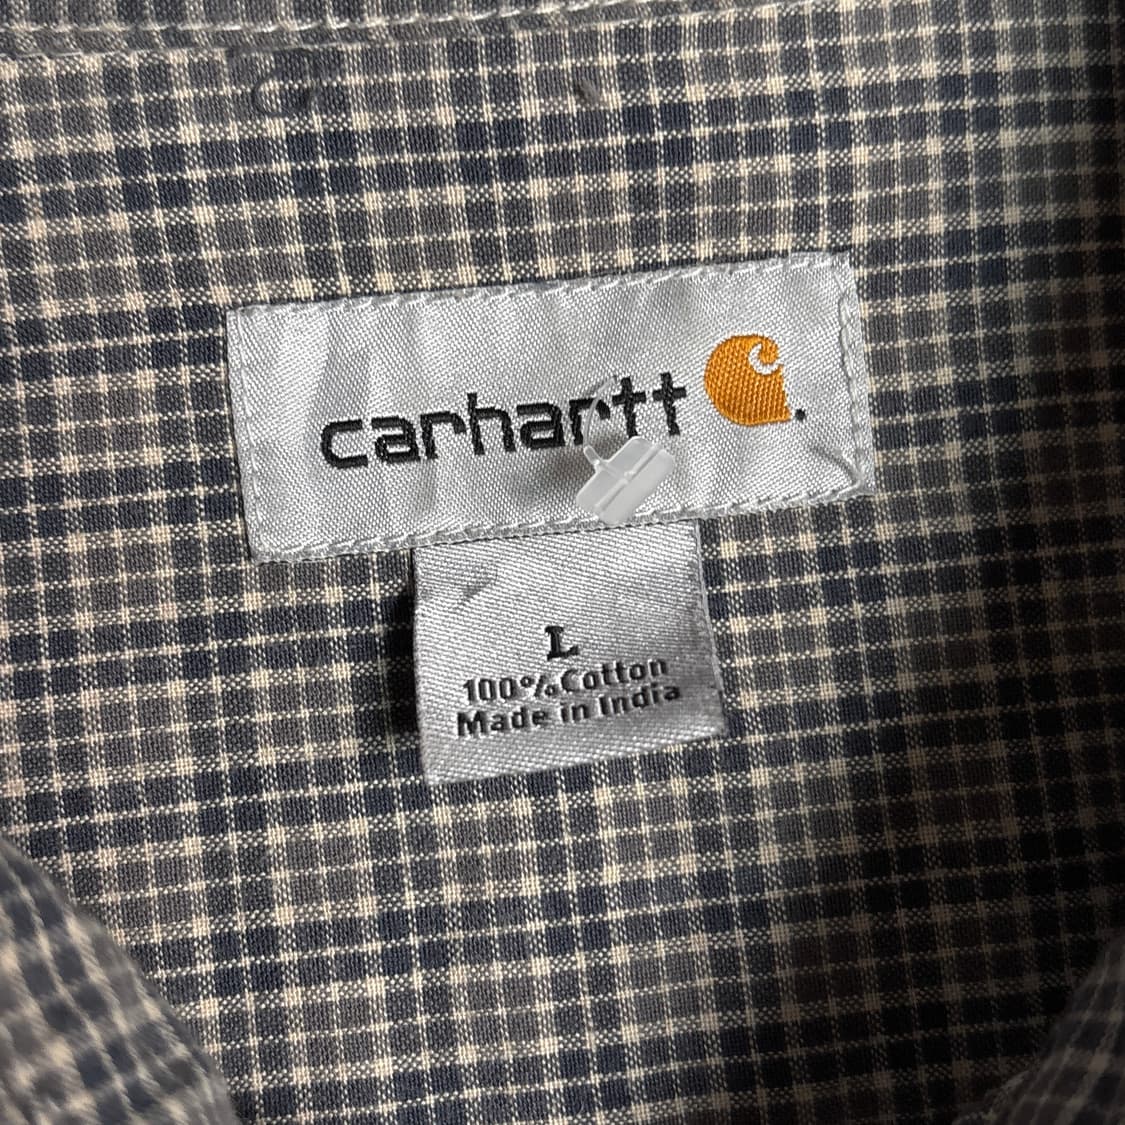 carhartt.
L
100%Cotton
Made in India